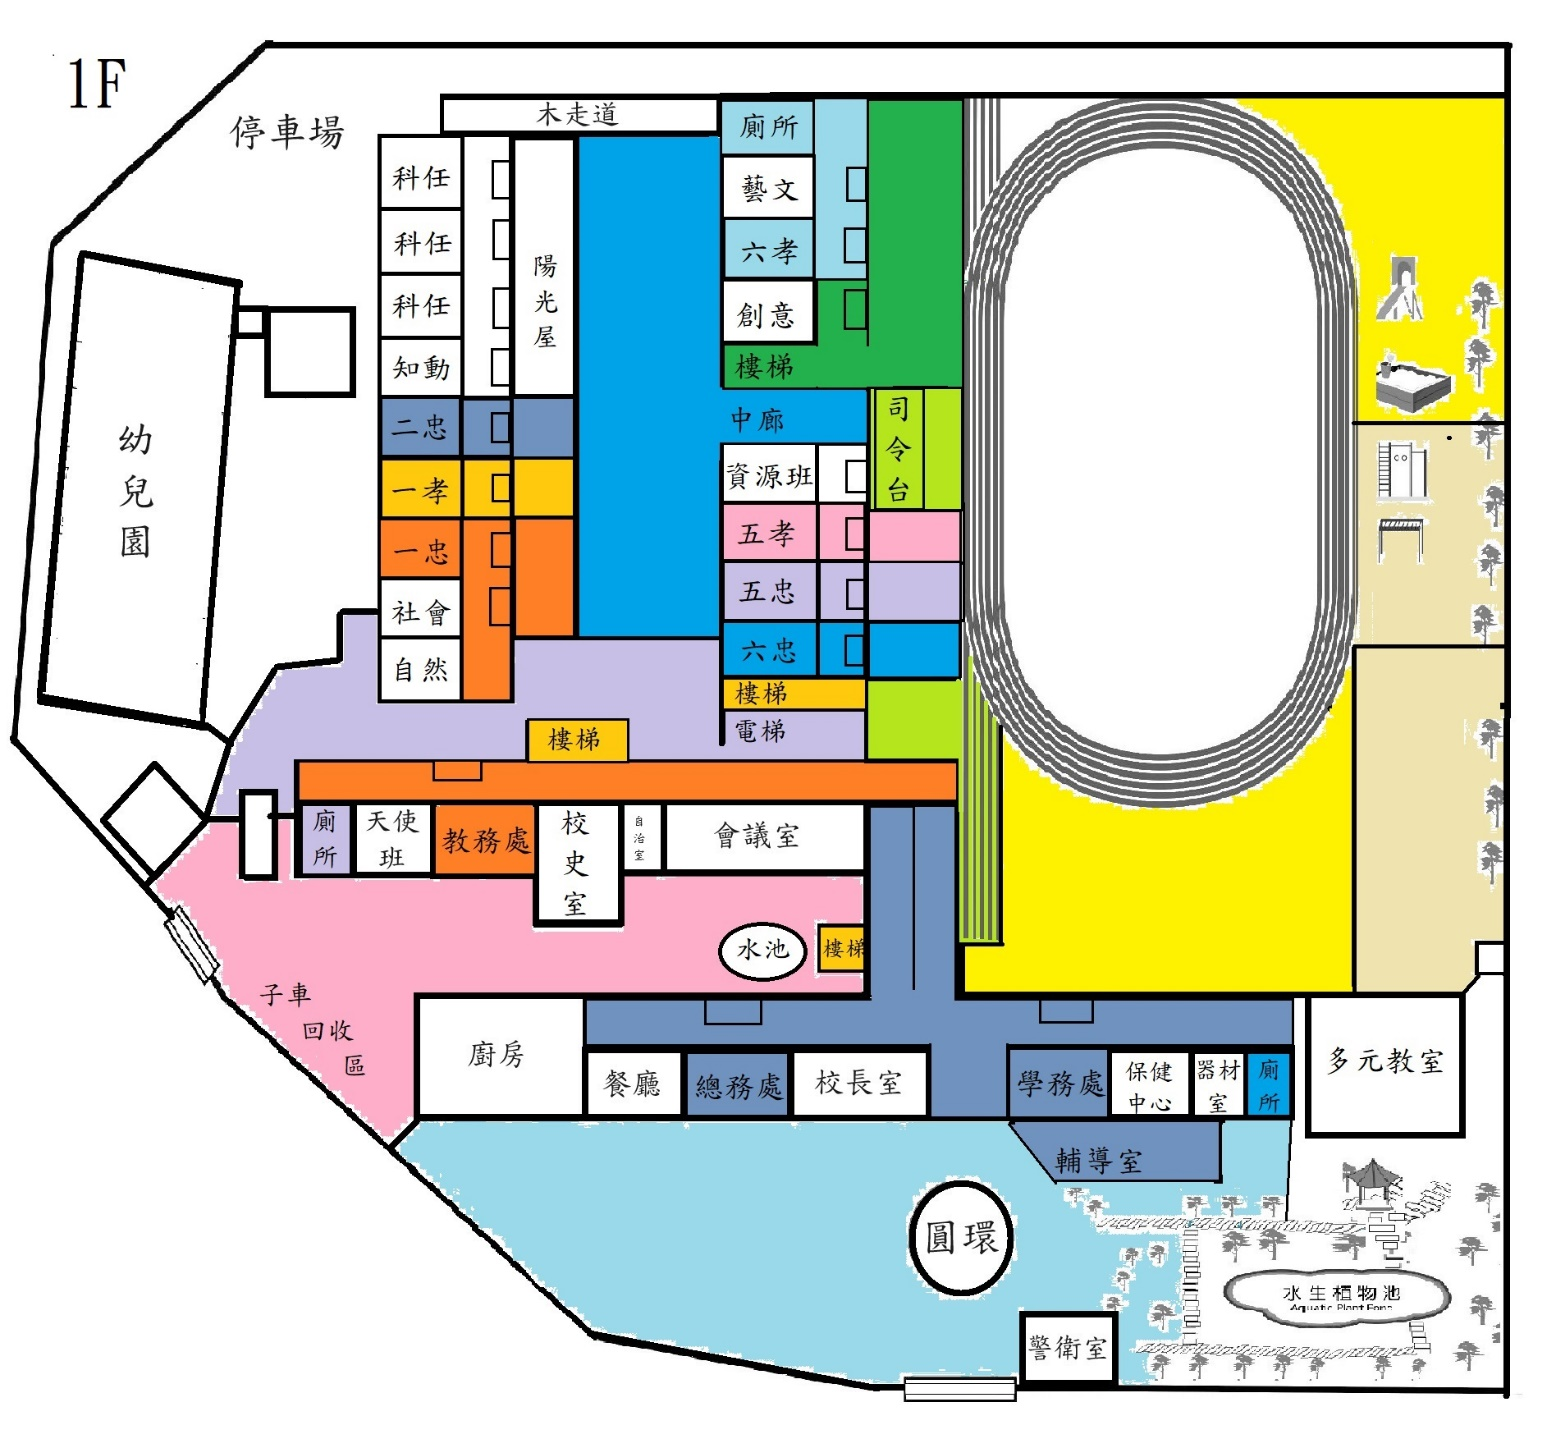 1F
停車場
木走道
廁所
藝文
六孝
創意
樓梯
中廊
資源班
五孝
五忠
六忠
樓梯
電梯
司令台
科任
科任
科任
知動
二忠
一孝
一忠
社會
自然
陽光屋
幼兒園
樓梯
廁所
天使班
教務處
校史室
自治室
會議室
水池
樓梯
子車
回收
區
廚房
餐廳
總務處
校長室
學務處
保健
中心
器材
室
廁所
多元教室
輔導室
圓環
警衛室
水生植物池
Aquatic Plant Pond